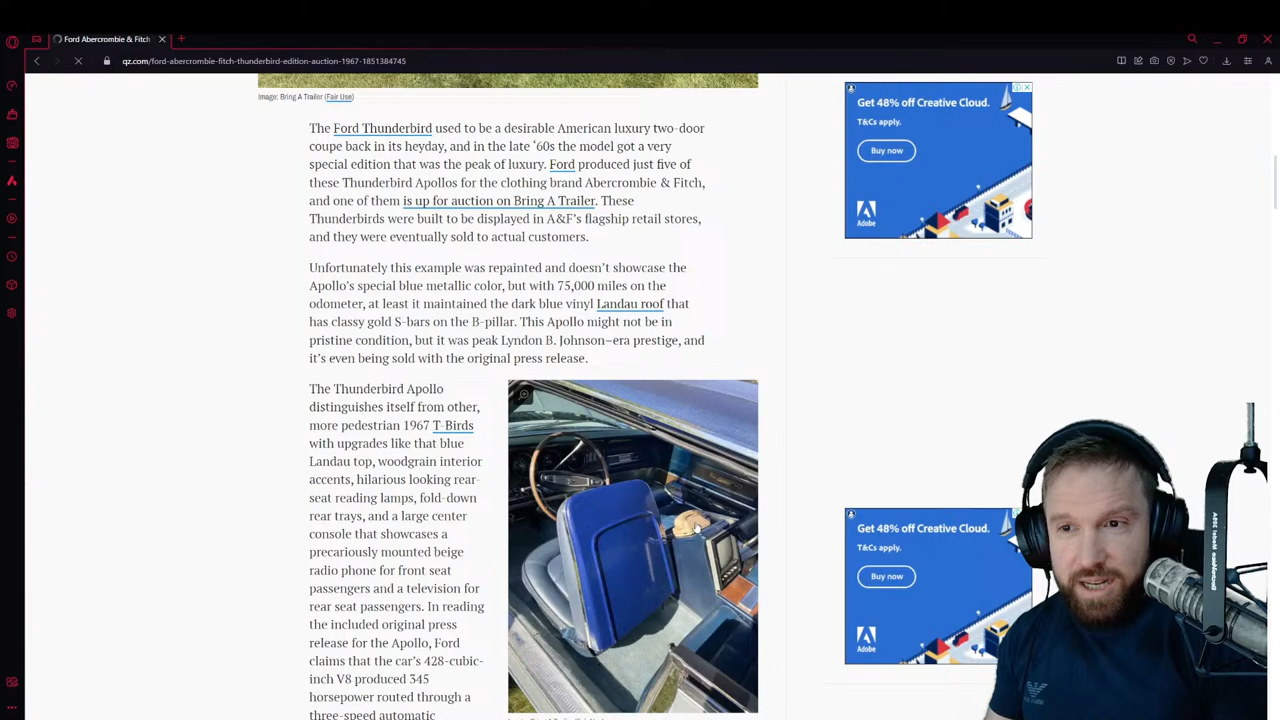 Ford Abercrombie & Fitch
qz.com/ford-abercrombie-fitch-thunderbird-edition-auction-1967-1851384745
Image: Bring A Trailer (Fair Use)
The Ford Thunderbird used to be a desirable American luxury two-door
coupe back in its heyday, and in the late ‘60s the model got a very
special edition that was the peak of luxury. Ford produced just five of
these Thunderbird Apollos for the clothing brand Abercrombie & Fitch,
and one of them is up for auction on Bring A Trailer. These
Thunderbirds were built to be displayed in A&F’s flagship retail stores,
and they were eventually sold to actual customers.
Unfortunately this example was repainted and doesn’t showcase the
Apollo’s special blue metallic color, but with 75,000 miles on the
odometer, at least it maintained the dark blue vinyl Landau roof that
has classy gold S-bars on the B-pillar. This Apollo might not be in
pristine condition, but it was peak Lyndon B. Johnson–era prestige, and
it’s even being sold with the original press release.
The Thunderbird Apollo
distinguishes itself from other,
more pedestrian 1967 T-Birds
with upgrades like that blue
Landau top, woodgrain interior
accents, hilarious looking rear-
seat reading lamps, fold-down
rear trays, and a large center
console that showcases a
precariously mounted beige
radio phone for front seat
passengers and a television for
rear seat passengers. In reading
the included original press
release for the Apollo, Ford
claims that the car’s 428-cubic-
inch V8 produced 345
horsepower routed through a
three-speed automatic
Get 48% off Creative Cloud.
T&Cs apply.
Buy now
Adobe
Get 48% off Creative Cloud.
T&Cs apply.
Buy now
Adobe